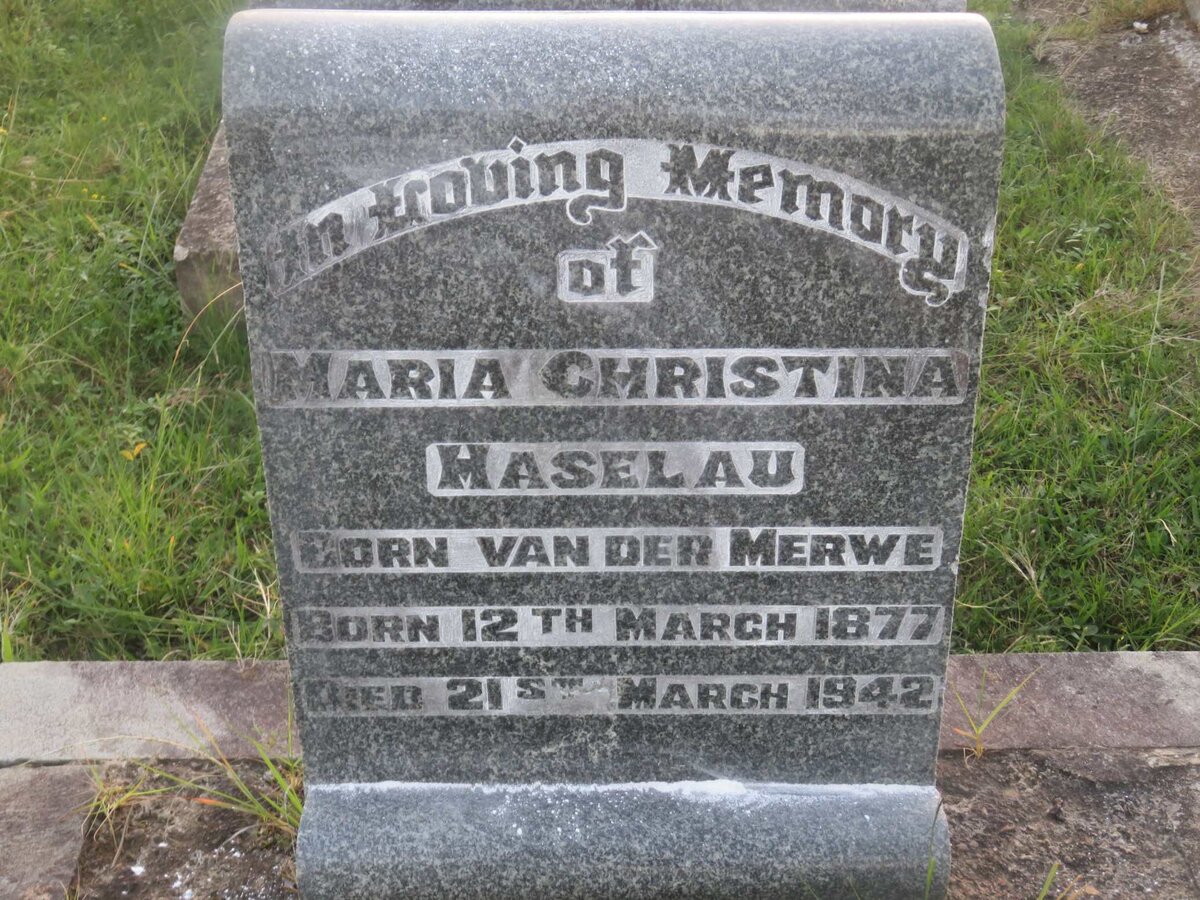 In Loving Memory
of
MARIA CHRISTINA
HASELAU
BORN VAN DER MERWE
BORN 12TH MARCH 1877
DIED 21ST MARCH 1942